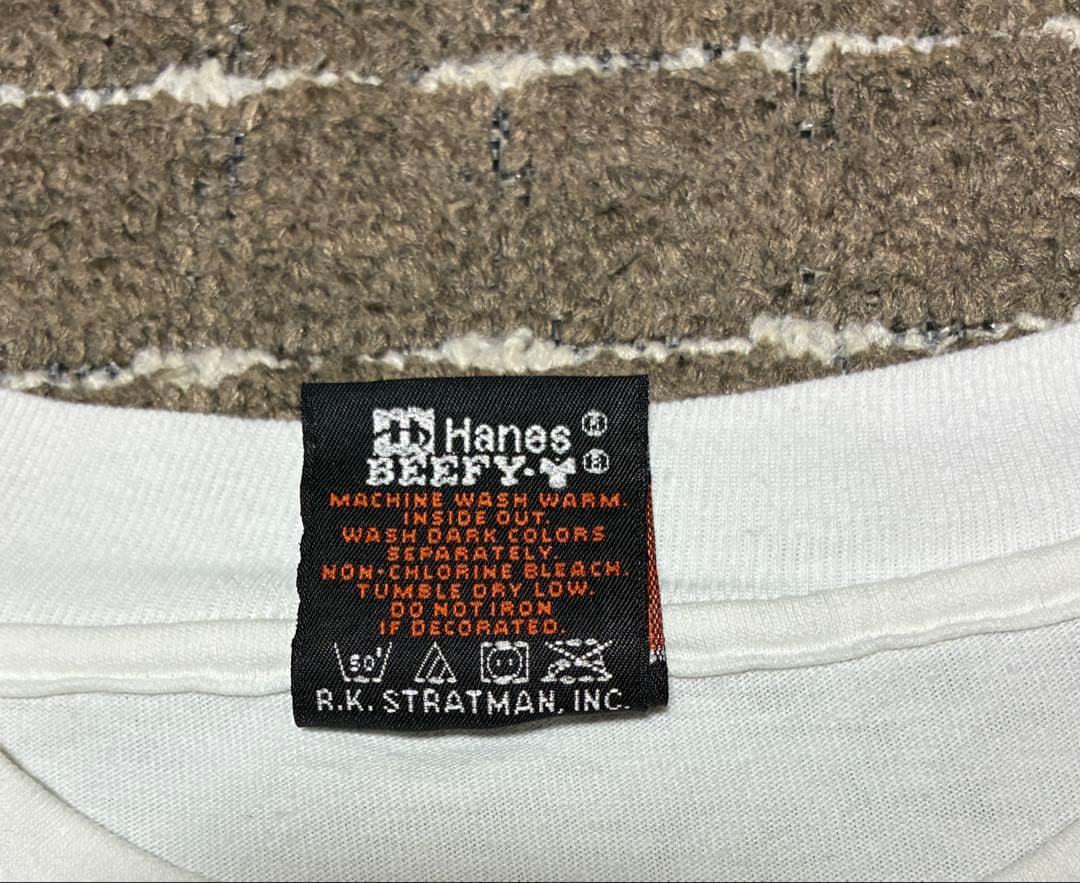 Hanes ®
BEEFY-T ®
MACHINE WASH WARM.
INSIDE OUT.
WASH DARK COLORS
SEPARATELY.
NON-CHLORINE BLEACH.
TUMBLE DRY LOW.
DO NOT IRON
IF DECORATED.
50°
R.K. STRATMAN, INC.